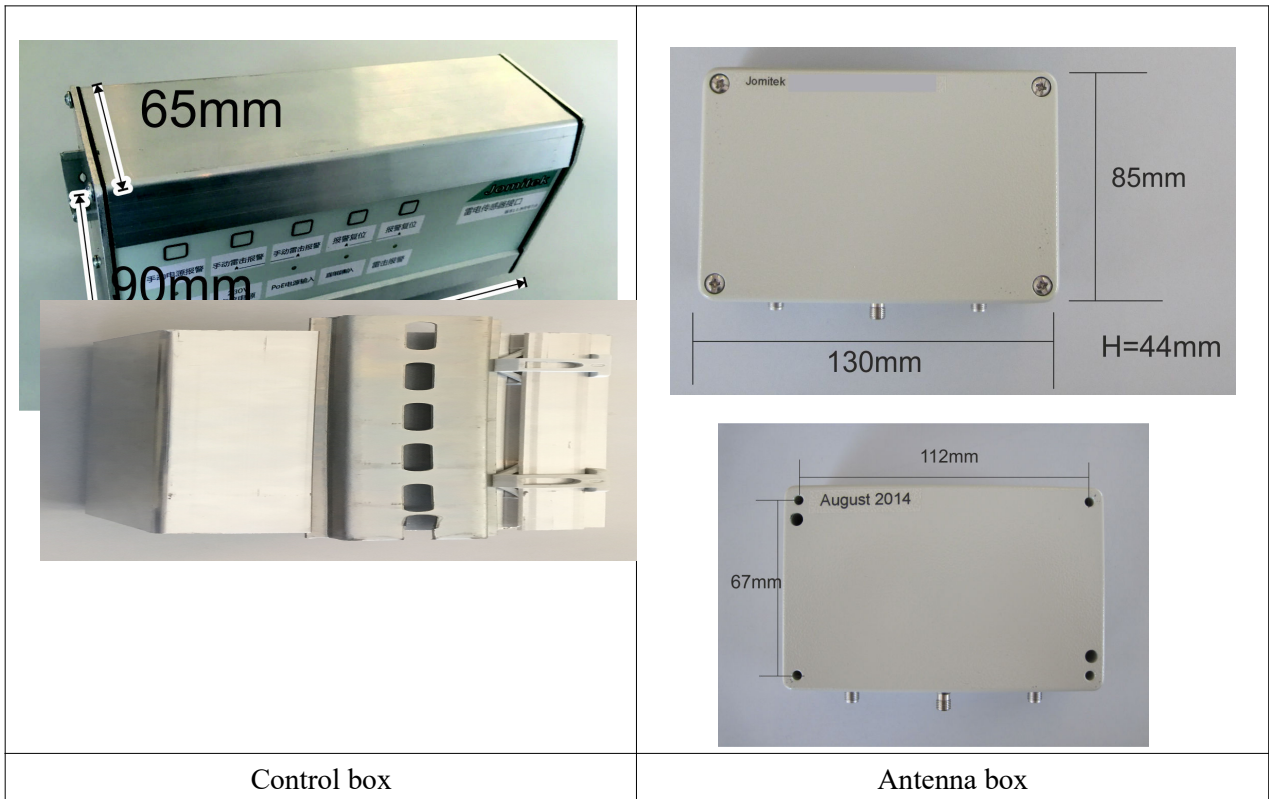 65mm
Jomitek
雷电传感器接口
手动雷击报警
手动雷击报警
报警复位
报警复位
90mm
230V
PoE电源输入
雷击报警
Jomitek
85mm
130mm
H=44mm
112mm
August 2014
67mm
Control box
Antenna box